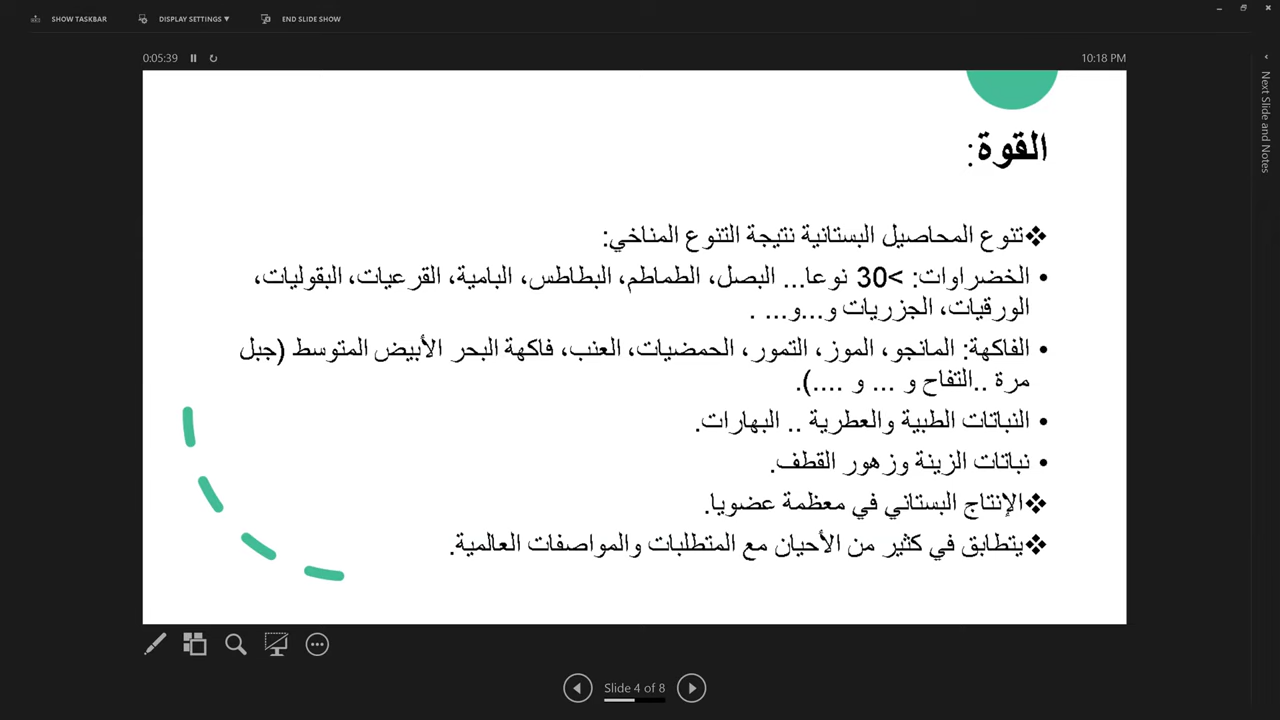 SHOW TASKBAR
DISPLAY SETTINGS ▼
END SLIDE SHOW
0:05:39
10:18 PM
Next Slide and Notes
القوة:
❖تنوع المحاصيل البستانية نتيجة التنوع المناخي:
• الخضراوات: >30 نوعا... البصل، الطماطم، البطاطس، البامية، القرعيات، البقوليات،
الورقيات، الجزريات و...و... .
• الفاكهة: المانجو، الموز، التمور، الحمضيات، العنب، فاكهة البحر الأبيض المتوسط (جبل
مرة ..التفاح و ... و ....).
• النباتات الطبية والعطرية .. البهارات.
• نباتات الزينة وزهور القطف.
❖الإنتاج البستاني في معظمة عضويا.
❖يتطابق في كثير من الأحيان مع المتطلبات والمواصفات العالمية.
Slide 4 of 8